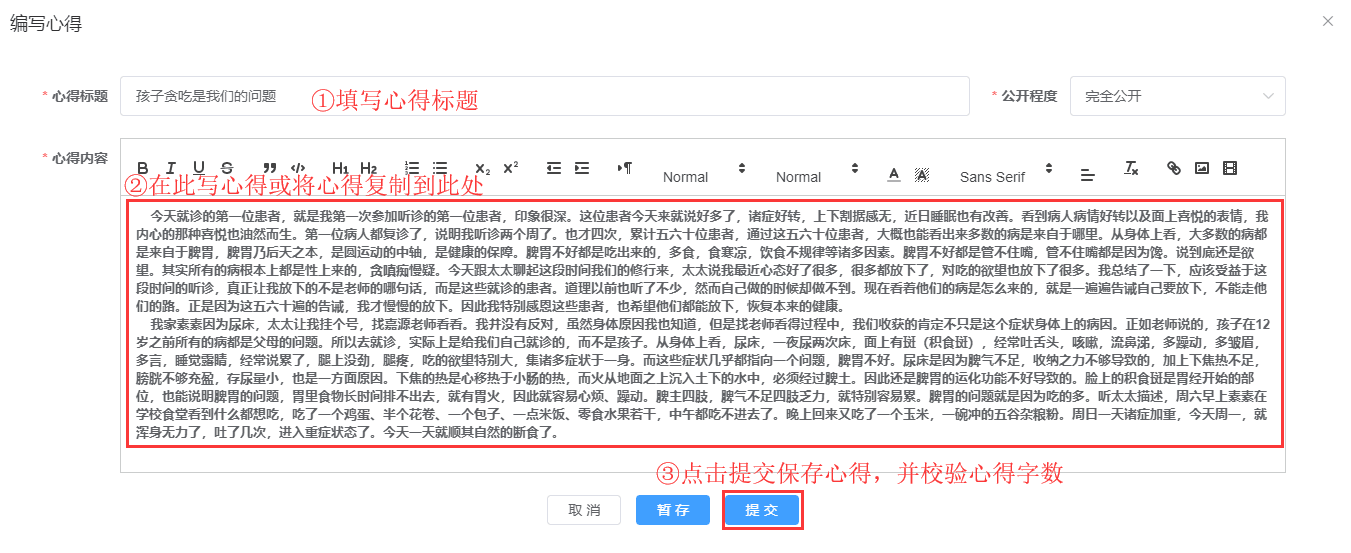 编写心得
* 心得标题 孩子贪吃是我们的问题 ①填写心得标题 * 公开程度 完全公开
* 心得内容 B I U S H1 H2 X2 X2 Normal Normal A A Sans Serif Tx
②在此写心得或将心得复制到此处
今天就诊的第一位患者，就是我第一次参加听诊的第一位患者，印象很深。这位患者今天来就说好多了，诸症好转，上下割据感无，近日睡眠也有改善。看到病人病情好转以及面上喜悦的表情，我
内心的那种喜悦也油然而生。第一位病人都复诊了，说明我听诊两个周了。也才四次，累计五六十位患者，通过这五六十位患者，大概也能看出来多数的病是来自于哪里。从身体上看，大多数的病都
是来自于脾胃，脾胃乃后天之本，是圆运动的中轴，是健康的保障。脾胃不好都是吃出来的，多食，食寒凉，饮食不规律等诸多因素。脾胃不好都是管不住嘴，管不住嘴都是因为馋。说到底还是欲
望。其实所有的病根本上都是性上来的，贪嗔痴慢疑。今天跟太太聊起这段时间我们的修行来，太太说我最近心态好了很多，很多都放下了，对吃的欲望也放下了很多。我总结了一下，应该受益于这
段时间的听诊，真正让我放下的不是老师的哪句话，而是这些就诊的患者。道理以前也听了不少，然而自己做的时候却做不到。现在看着他们的病是怎么来的，就是一遍遍告诫自己要放下，不能走他
们的路。正是因为这五六十遍的告诫，我才慢慢的放下。因此我特别感恩这些患者，也希望他们都能放下，恢复本来的健康。
我家素素因为尿床，太太让我挂个号，找嘉源老师看看。我并没有反对，虽然身体原因我也知道，但是找老师看得过程中，我们收获的肯定不只是这个症状身体上的病因。正如老师说的，孩子在12
岁之前所有的病都是父母的问题。所以去就诊，实际上是给我们自己就诊的，而不是孩子。从身体上看，尿床，一夜尿两次床，面上有斑（积食斑），经常吐舌头，咳嗽，流鼻涕，多躁动，多皱眉，
多言，睡觉露睛，经常说累了，腿上没劲，腿疼，吃的欲望特别大，集诸多症状于一身。而这些症状几乎都指向一个问题，脾胃不好。尿床是因为脾气不足，收纳之力不够导致的，加上下焦热不足，
膀胱不够充盈，存尿量小，也是一方面原因。下焦的热是心移热于小肠的热，而火从地面之上沉入土下的水中，必须经过脾土。因此还是脾胃的运化功能不好导致的。脸上的积食斑是胃经开始的部
位，也能说明脾胃的问题，胃里食物长时间排不出去，就有胃火，因此就容易心烦、躁动。脾主四肢，脾气不足四肢乏力，就特别容易累。脾胃的问题就是因为吃的多。听太太描述，周六早上素素在
学校食堂看到什么都想吃，吃了一个鸡蛋、半个花卷、一个包子、一点米饭、零食水果若干，中午都吃不进去了。晚上回来又吃了一个玉米，一碗冲的五谷杂粮粉。周日一天诸症加重，今天周一，就
浑身无力了，吐了几次，进入重症状态了。今天一天就顺其自然的断食了。
③点击提交保存心得，并校验心得字数
取 消 暂 存 提 交